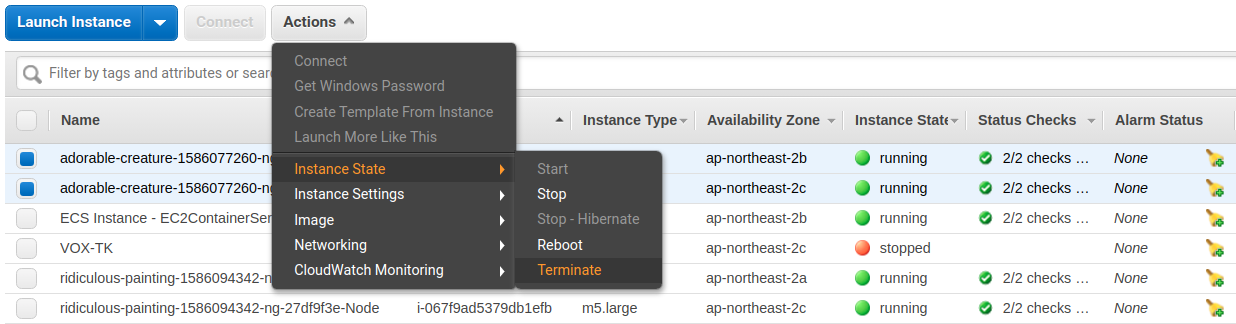 Launch Instance Connect Actions
Connect
Filter by tags and attributes or sear
Get Windows Password
Create Template From Instance
Name Instance Type Availability Zone Instance State Status Checks Alarm Status
Launch More Like This
adorable-creature-1586077260-ng ap-northeast-2b running 2/2 checks ... None
Instance State Start
adorable-creature-1586077260-ng ap-northeast-2c running 2/2 checks ... None
Instance Settings Stop
ECS Instance - EC2ContainerSer ap-northeast-2b running 2/2 checks ... None
Image Stop - Hibernate
VOX-TK ap-northeast-2c stopped None
Networking Reboot
CloudWatch Monitoring Terminate
ridiculous-painting-1586094342-n ap-northeast-2a running 2/2 checks ... None
ridiculous-painting-1586094342-ng-27df9f3e-Node i-067f9ad5379db1efb m5.large ap-northeast-2c running 2/2 checks ... None